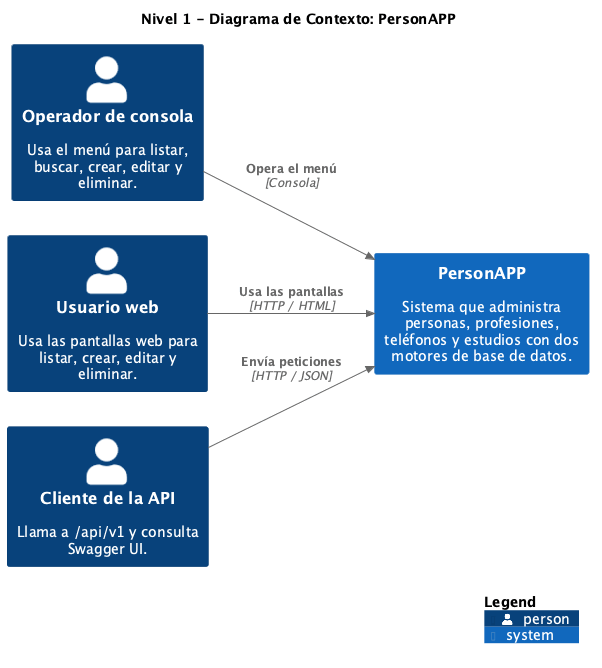 Nivel 1 - Diagrama de Contexto: PersonAPP
Operador de consola
Usa el menú para listar,
buscar, crear, editar y
eliminar.
Opera el menú
[Consola]
Usuario web
Usa las pantallas web para
listar, crear, editar y
eliminar.
Usa las pantallas
[HTTP / HTML]
PersonAPP
Sistema que administra
personas, profesiones,
teléfonos y estudios con dos
motores de base de datos.
Envía peticiones
[HTTP / JSON]
Cliente de la API
Llama a /api/v1 y consulta
Swagger UI.
Legend
person
system